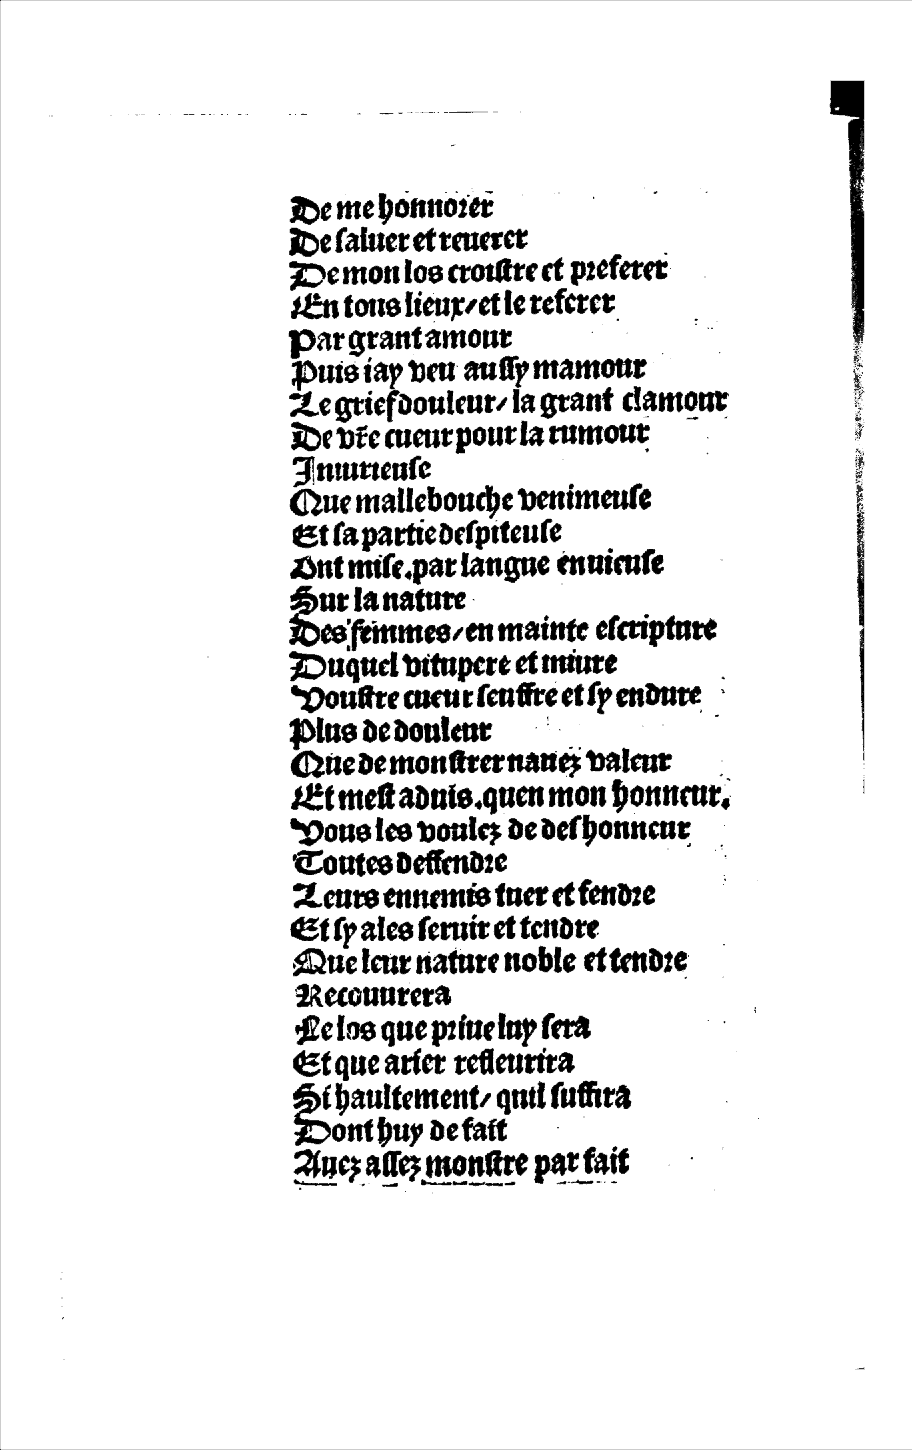 De me honnorer
De saluer et reuerer
De mon los croistre et preferer
En tous lieux/et le referer
Par grant amour
Puis iay veu aussy mamour
Le grief douleur/ la grant clamour
De vr̃e cueur pour la rumour
Iniurieuse
Que mallebouche venimeuse
Et sa partie despiteuse
Ont mise.par langue enuieuse
Sur la nature
Des femmes/en mainte escripture
Duquel vitupere et iniure
Voustre cueur seuffre et sy endure
Plus de douleur
Que de monstrer nauez valeur
Et mest aduis.quen mon honneur.
Vous les voulez de deshonneur
Toutes deffendre
Leurs ennemis tuer et fendre
Et sy ales seruir et tendre
Que leur nature noble et tendre
Recouurera
Le los que priue luy sera
Et que arier refleurira
Si haultement/ quil suffira
Dont huy de fait
Auez assez monstre par fait